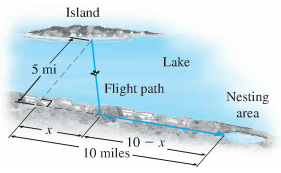 Island
Lake
5 mi
Flight path
Nesting
area
x
10 − x
10 miles